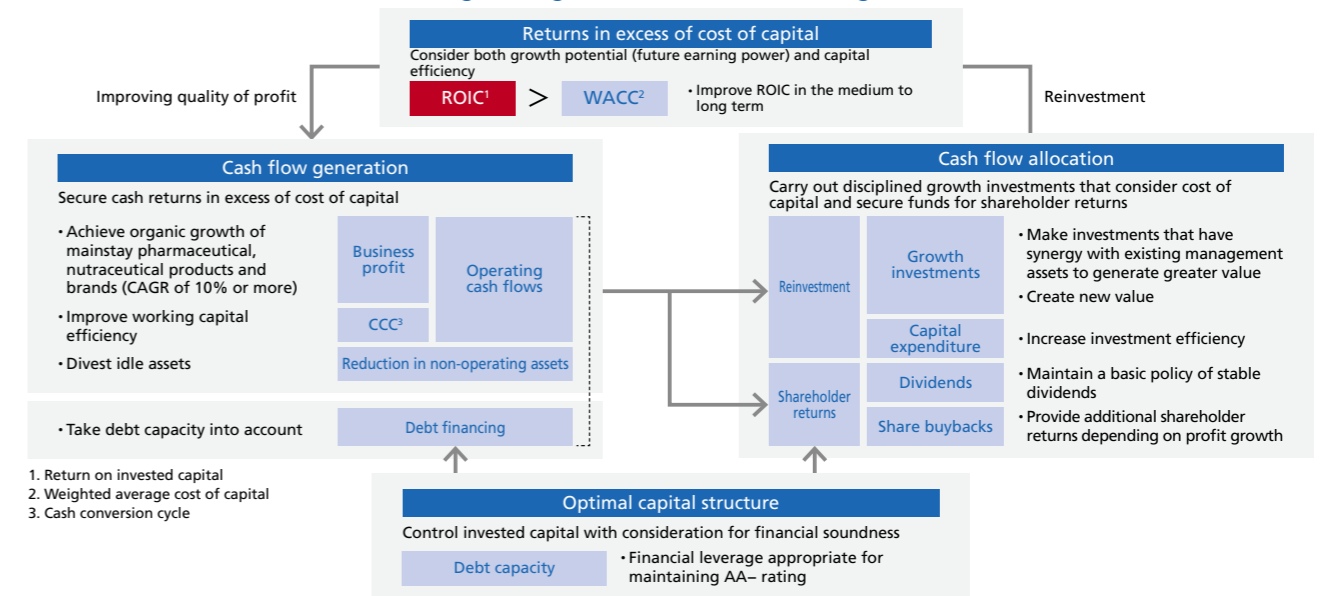 Returns in excess of cost of capital
Consider both growth potential (future earning power) and capital
efficiency
ROIC¹
>
WACC²
・Improve ROIC in the medium to
long term
Improving quality of profit
Reinvestment
Cash flow generation
Secure cash returns in excess of cost of capital
・Achieve organic growth of
mainstay pharmaceutical,
nutraceutical products and
brands (CAGR of 10% or more)
・Improve working capital
efficiency
・Divest idle assets
Business
profit
Operating
cash flows
CCC³
Reduction in non-operating assets
・Take debt capacity into account
Debt financing
Cash flow allocation
Carry out disciplined growth investments that consider cost of
capital and secure funds for shareholder returns
Reinvestment
Growth
investments
・Make investments that have
synergy with existing management
assets to generate greater value
・Create new value
Capital
expenditure
・Increase investment efficiency
Shareholder
returns
Dividends
・Maintain a basic policy of stable
dividends
Share buybacks
・Provide additional shareholder
returns depending on profit growth
1. Return on invested capital
2. Weighted average cost of capital
3. Cash conversion cycle
Optimal capital structure
Control invested capital with consideration for financial soundness
Debt capacity
・Financial leverage appropriate for
maintaining AA– rating